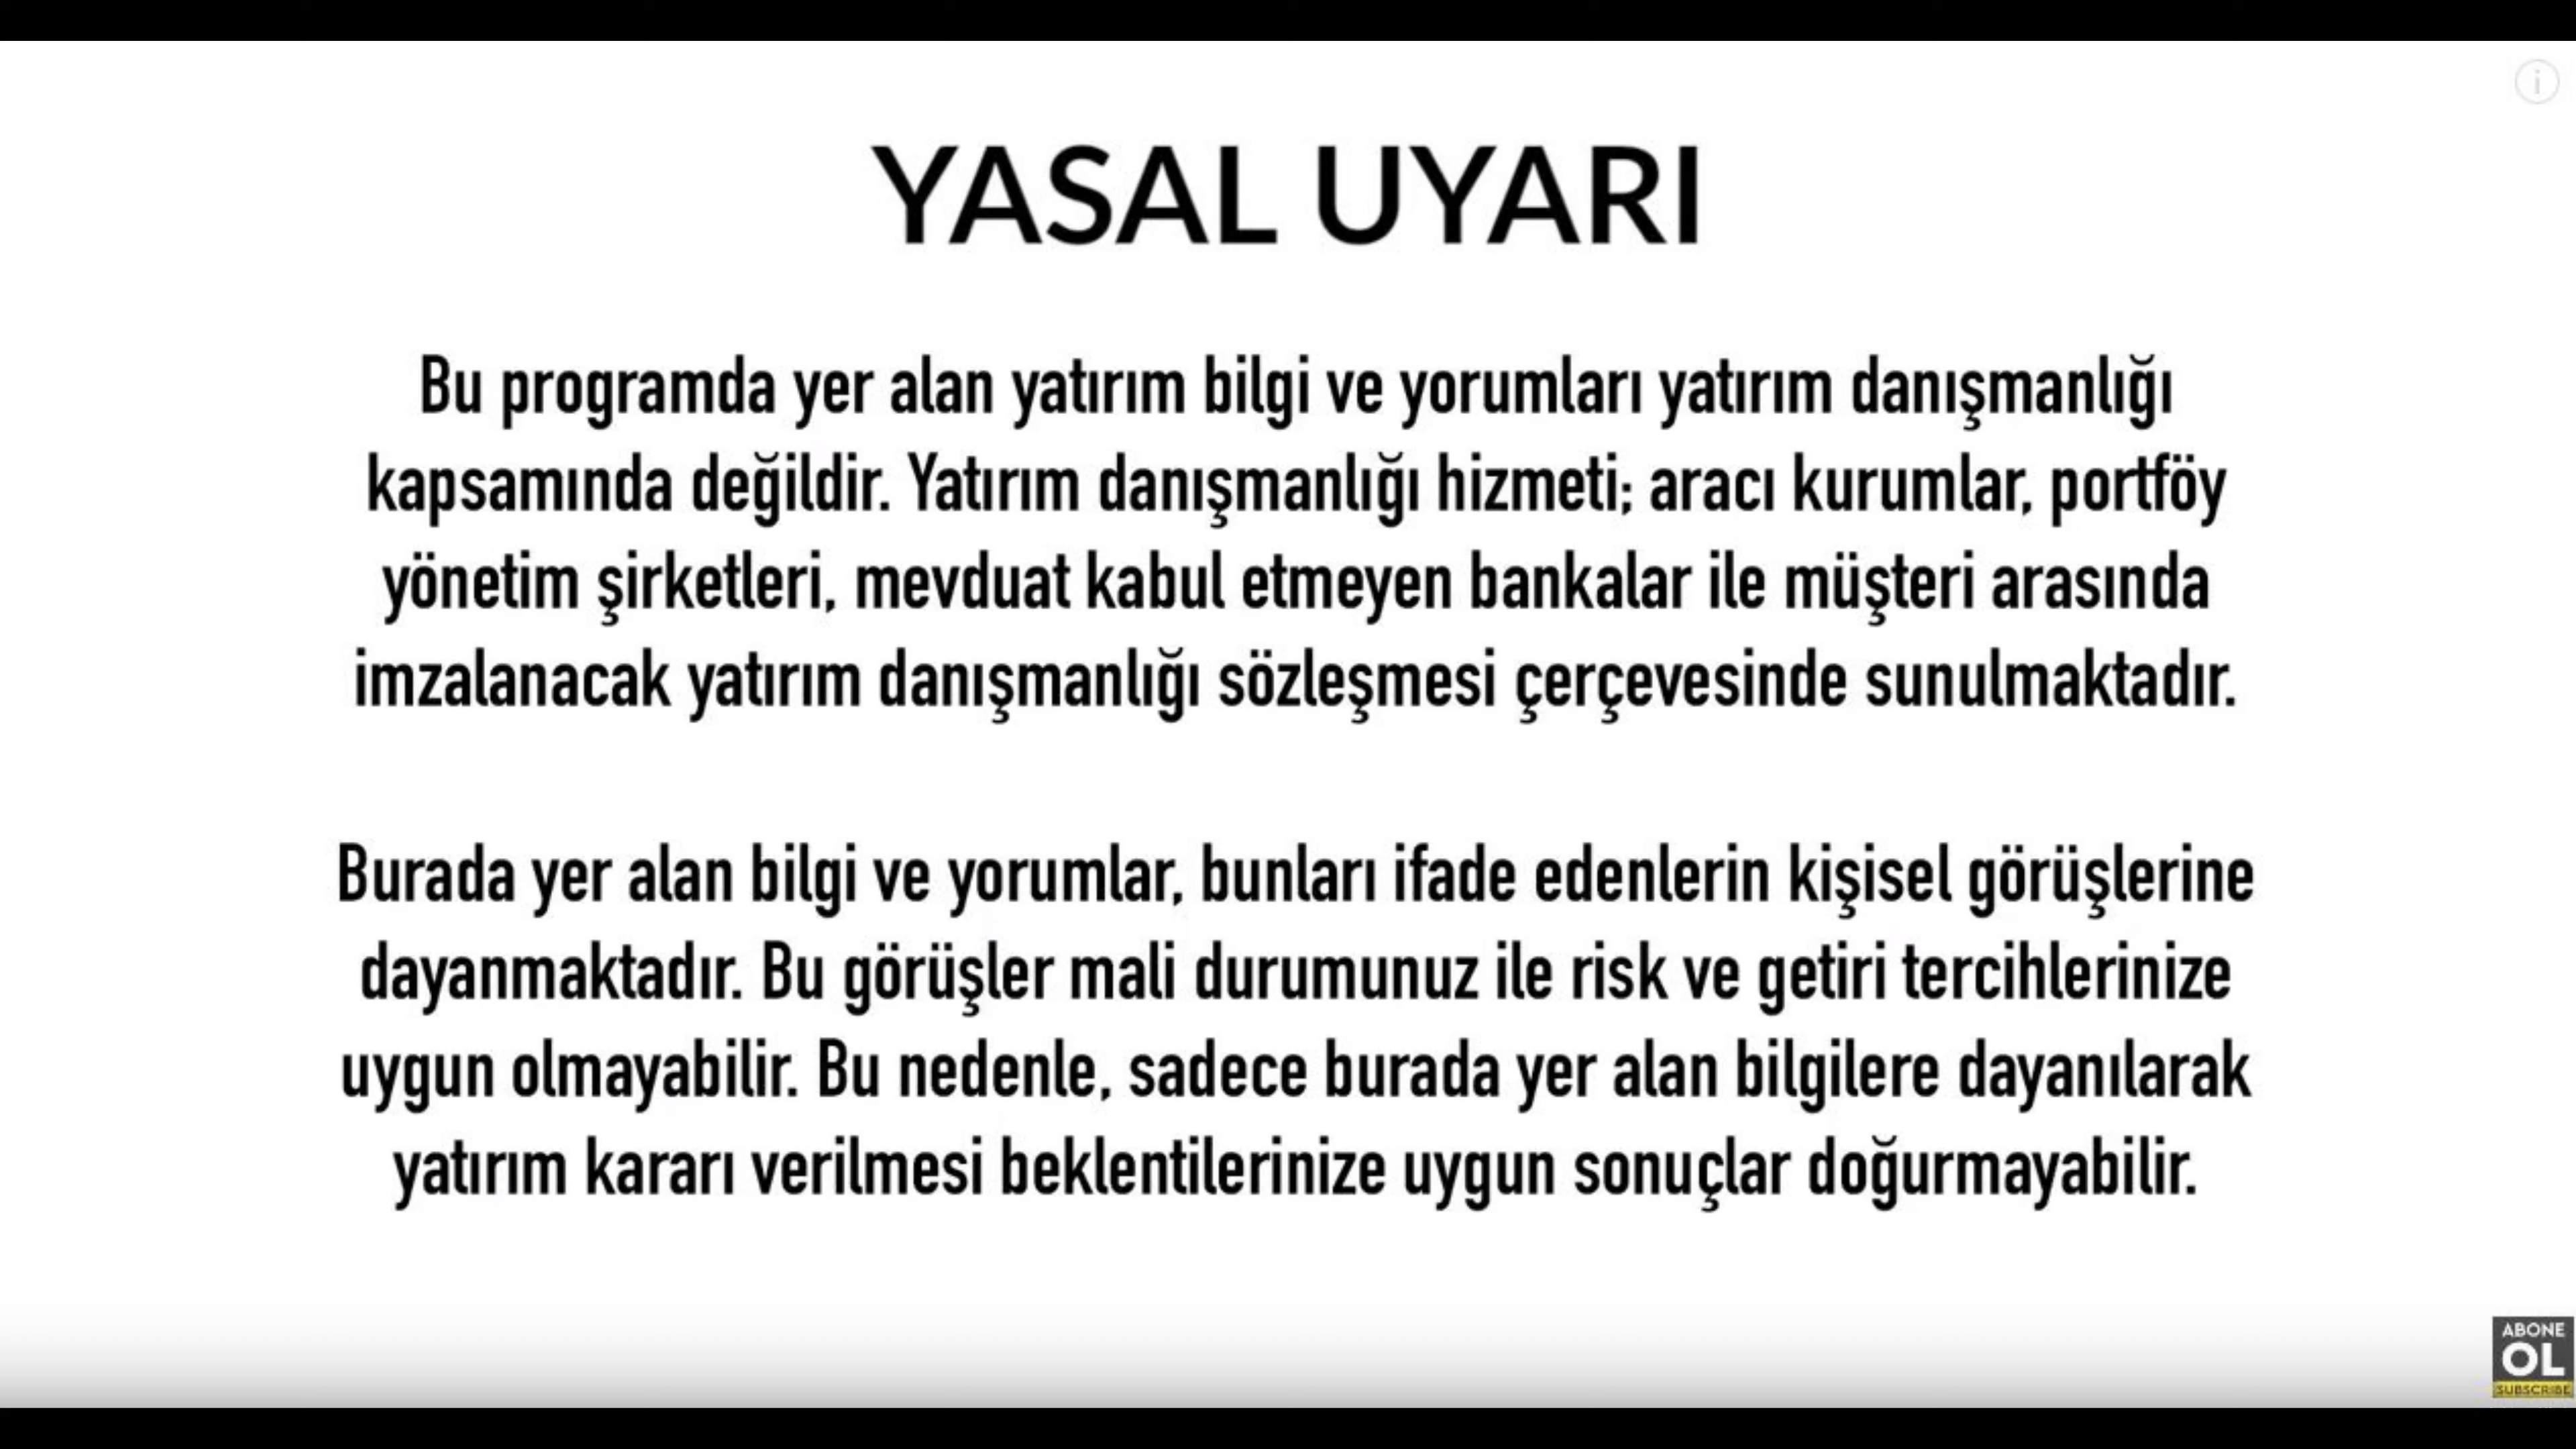 YASAL UYARI
Bu programda yer alan yatırım bilgi ve yorumları yatırım danışmanlığı
kapsamında değildir. Yatırım danışmanlığı hizmeti; aracı kurumlar, portföy
yönetim şirketleri, mevduat kabul etmeyen bankalar ile müşteri arasında
imzalanacak yatırım danışmanlığı sözleşmesi çerçevesinde sunulmaktadır.
Burada yer alan bilgi ve yorumlar, bunları ifade edenlerin kişisel görüşlerine
dayanmaktadır. Bu görüşler mali durumunuz ile risk ve getiri tercihlerinize
uygun olmayabilir. Bu nedenle, sadece burada yer alan bilgilere dayanılarak
yatırım kararı verilmesi beklentilerinize uygun sonuçlar doğurmayabilir.
ABONE
OL
SUBSCRIBE